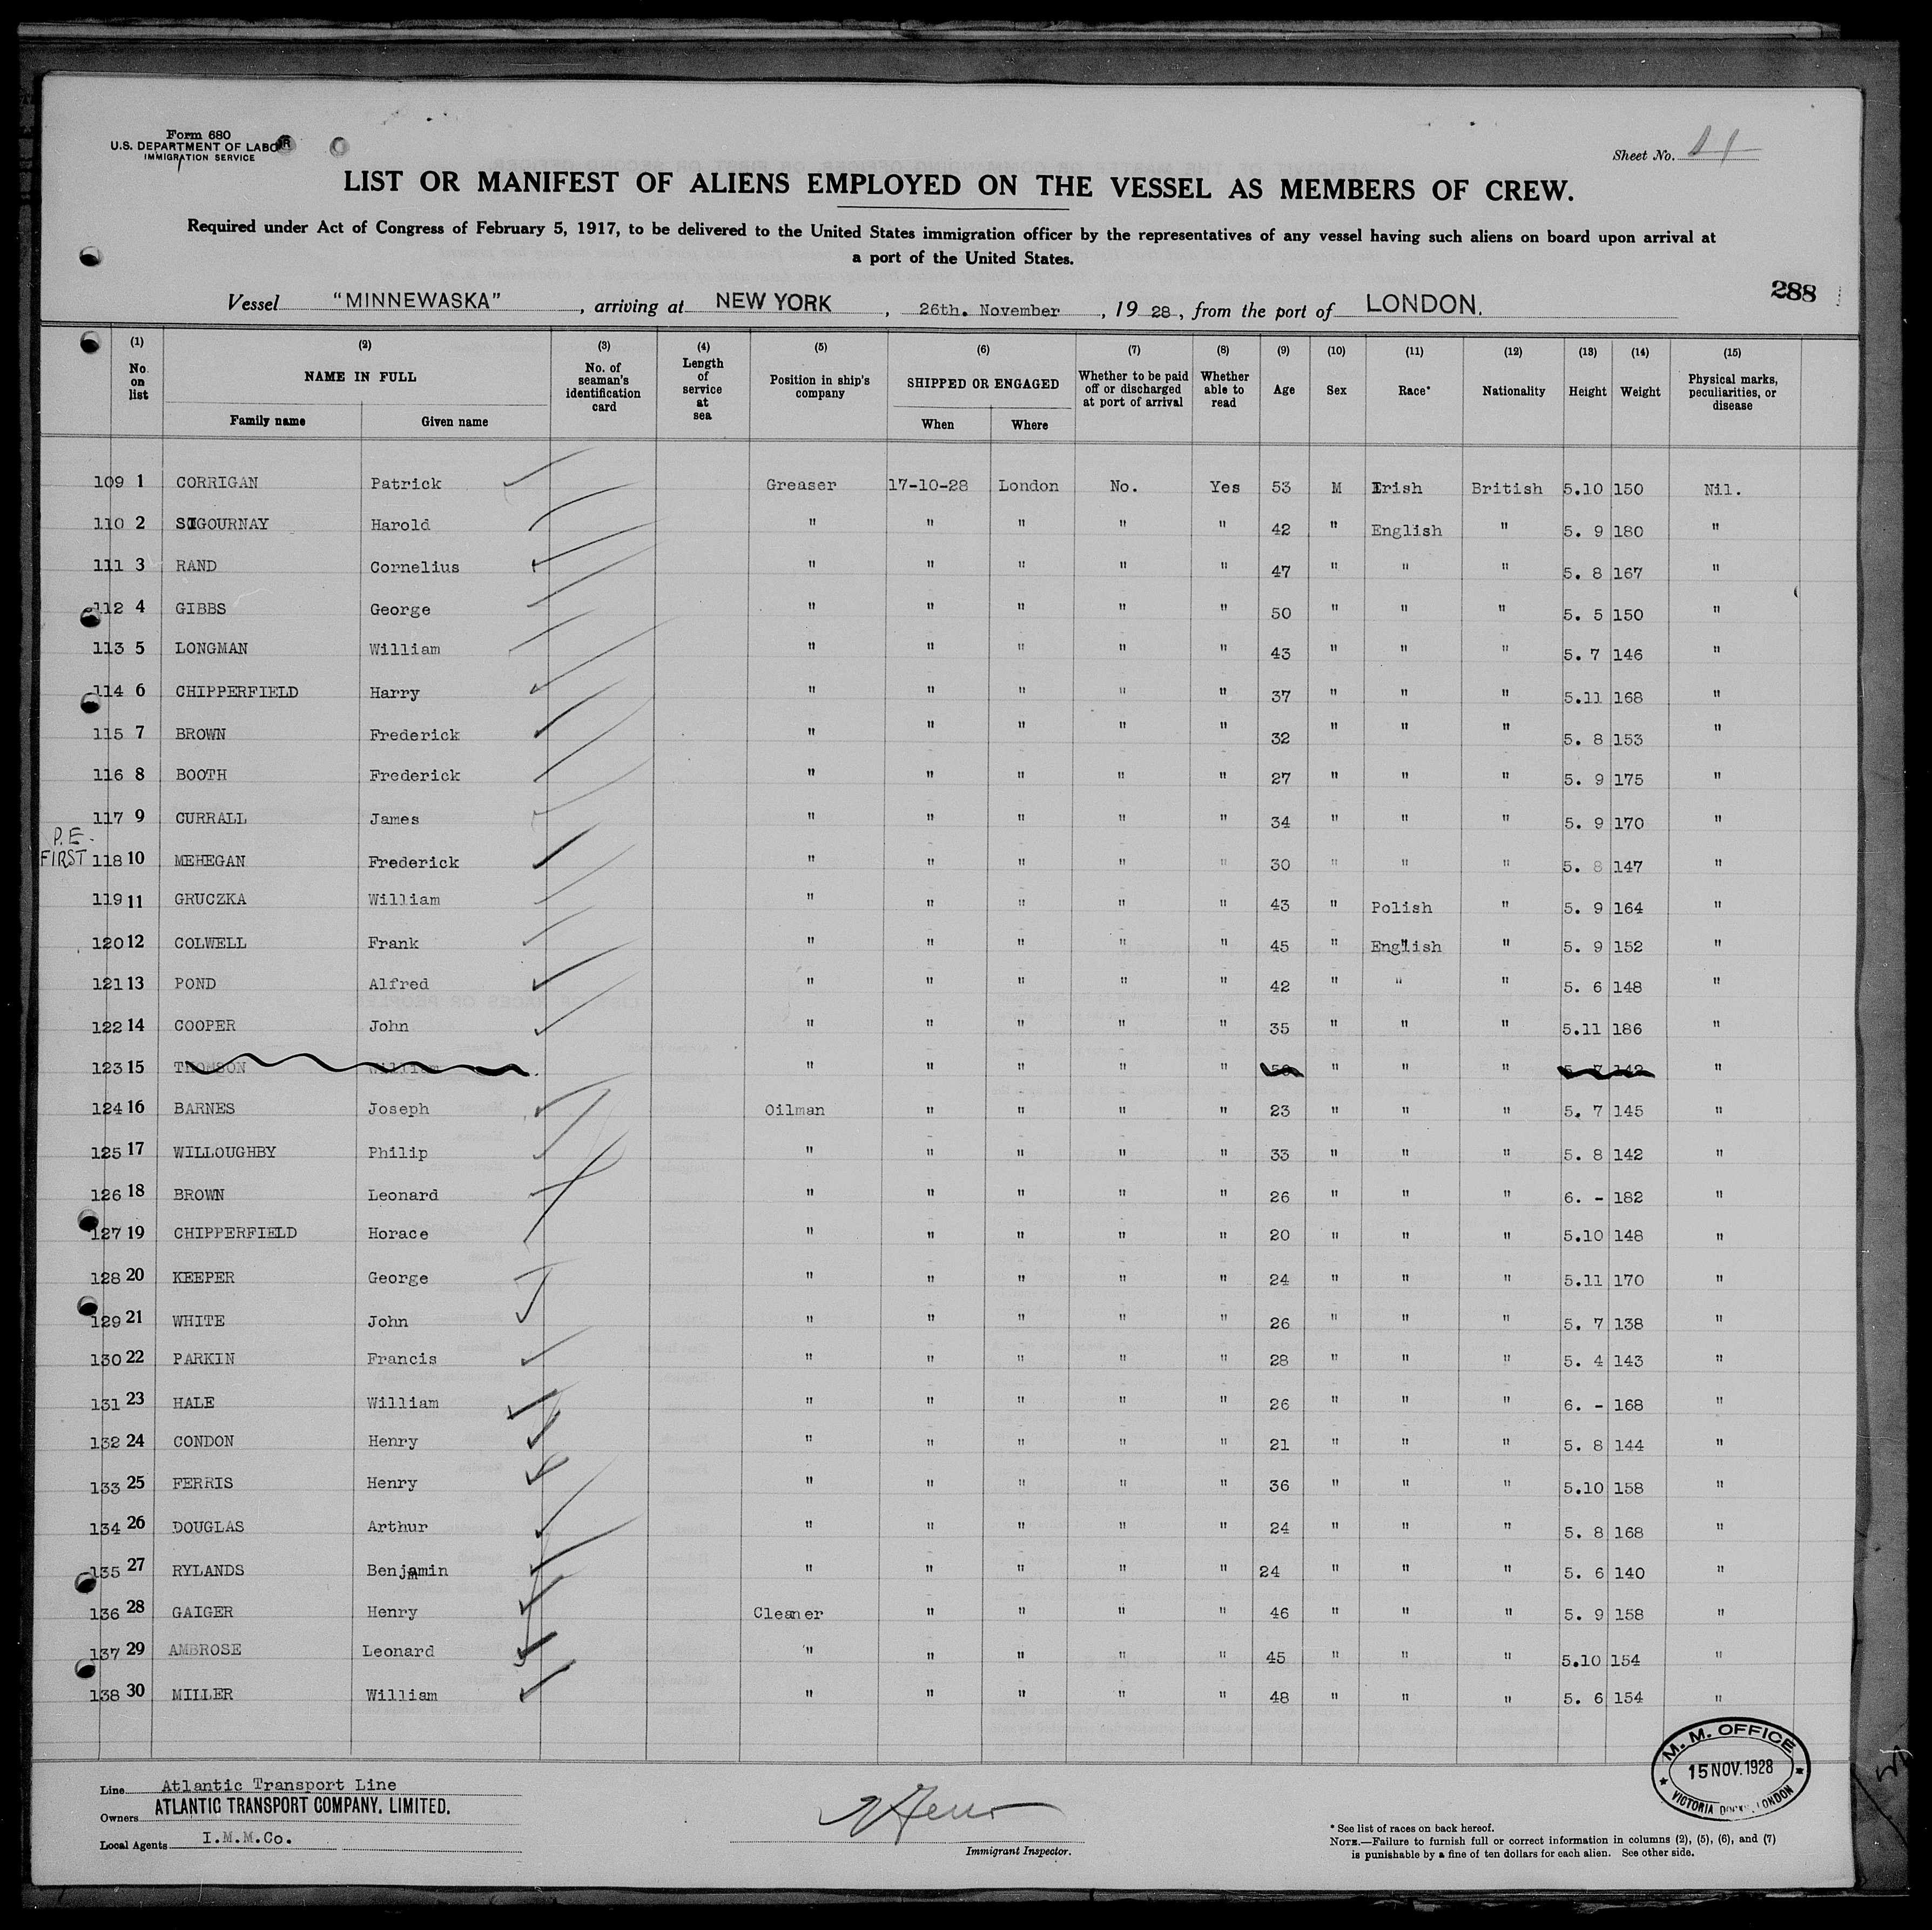 Form 680
U.S. DEPARTMENT OF LABOR
IMMIGRATION SERVICE
Sheet No.
LIST OR MANIFEST OF ALIENS EMPLOYED ON THE VESSEL AS MEMBERS OF CREW.
Required under Act of Congress of February 5, 1917, to be delivered to the United States immigration officer by the representatives of any vessel having such aliens on board upon arrival at
a port of the United States.
288
Vessel "MINNEWASKA", arriving at NEW YORK, 26th. November, 19 28, from the port of LONDON.
(1) (2) (3) (4) (5) (6) (7) (8) (9) (10) (11) (12) (13) (14) (15)
No. on list NAME IN FULL Family name Given name No. of seaman's identification card Length of service at sea Position in ship's company SHIPPED OR ENGAGED When Where Whether to be paid off or discharged at port of arrival Whether able to read Age Sex Race* Nationality Height Weight Physical marks, peculiarities, or disease
109 1 CORRIGAN Patrick Greaser 17-10-28 London No. Yes 53 M Irish British 5.10 150 Nil.
110 2 SIGOURNAY Harold " " " " " 42 " English " 5. 9 180 "
111 3 RAND Cornelius " " " " " 47 " " " 5. 8 167 "
112 4 GIBBS George " " " " " 50 " " " 5. 5 150 "
113 5 LONGMAN William " " " " " 43 " " " 5. 7 146 "
114 6 CHIPPERFIELD Harry " " " " " 37 " " " 5.11 168 "
115 7 BROWN Frederick " " " " " 32 " " " 5. 8 153 "
116 8 BOOTH Frederick " " " " " 27 " " " 5. 9 175 "
117 9 CURRALL James " " " " " 34 " " " 5. 9 170 "
P.E.
FIRST 118 10 MEHEGAN Frederick " " " " " 30 " " " 5. 8 147 "
119 11 GRUCZKA William " " " " " 43 " Polish " 5. 9 164 "
120 12 COLWELL Frank " " " " " 45 " English " 5. 9 152 "
121 13 POND Alfred " " " " " 42 " " " 5. 6 148 "
122 14 COOPER John " " " " " 35 " " " 5.11 186 "
123 15 THOMSON William " " " " " " " " "
124 16 BARNES Joseph Oilman " " " " 23 " " " 5. 7 145 "
125 17 WILLOUGHBY Philip " " " " " 33 " " " 5. 8 142 "
126 18 BROWN Leonard " " " " " 26 " " " 6. - 182 "
127 19 CHIPPERFIELD Horace " " " " " 20 " " " 5.10 148 "
128 20 KEEPER George " " " " " 24 " " " 5.11 170 "
129 21 WHITE John " " " " " 26 " " " 5. 7 138 "
130 22 PARKIN Francis " " " " " 28 " " " 5. 4 143 "
131 23 HALE William " " " " " 26 " " " 6. - 168 "
132 24 CONDON Henry " " " " " 21 " " " 5. 8 144 "
133 25 FERRIS Henry " " " " " 36 " " " 5.10 158 "
134 26 DOUGLAS Arthur " " " " " 24 " " " 5. 8 168 "
135 27 RYLANDS Benjamin " " " " " 24 " " " 5. 6 140 "
136 28 GAIGER Henry Cleaner " " " " 46 " " " 5. 9 158 "
137 29 AMBROSE Leonard " " " " " 45 " " " 5.10 154 "
138 30 MILLER William " " " " " 48 " " " 5. 6 154 "
M. M. OFFICE
15 NOV. 1928
VICTORIA DOCKS, LONDON
Line Atlantic Transport Line
Owners ATLANTIC TRANSPORT COMPANY, LIMITED.
Local Agents I.M.M.Co.
Immigrant Inspector.
* See list of races on back hereof.
NOTE.—Failure to furnish full or correct information in columns (2), (5), (6), and (7)
is punishable by a fine of ten dollars for each alien. See other side.